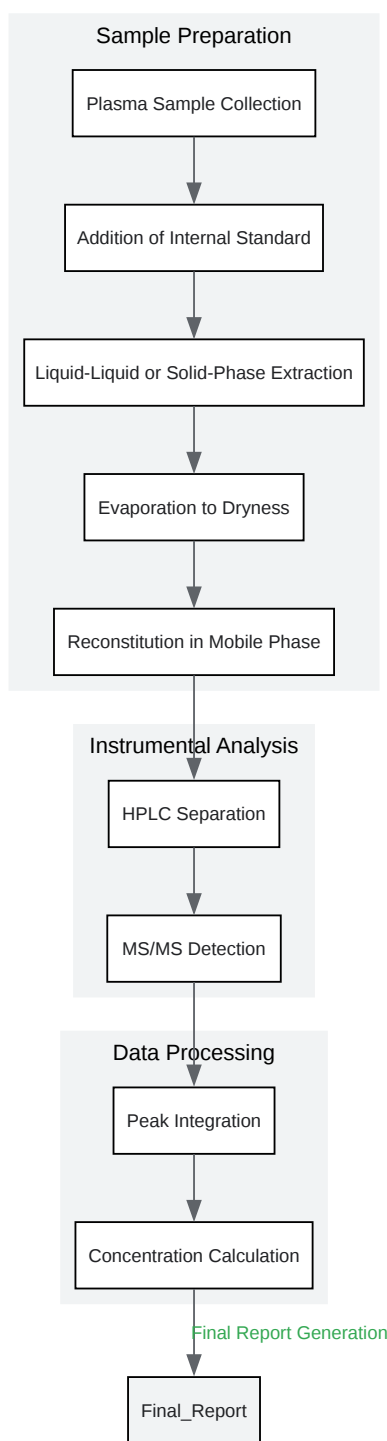 Sample Preparation
Plasma Sample Collection
Addition of Internal Standard
Liquid-Liquid or Solid-Phase Extraction
Evaporation to Dryness
Reconstitution in Mobile Phase
Instrumental Analysis
HPLC Separation
MS/MS Detection
Data Processing
Peak Integration
Concentration Calculation
Final Report Generation
Final_Report